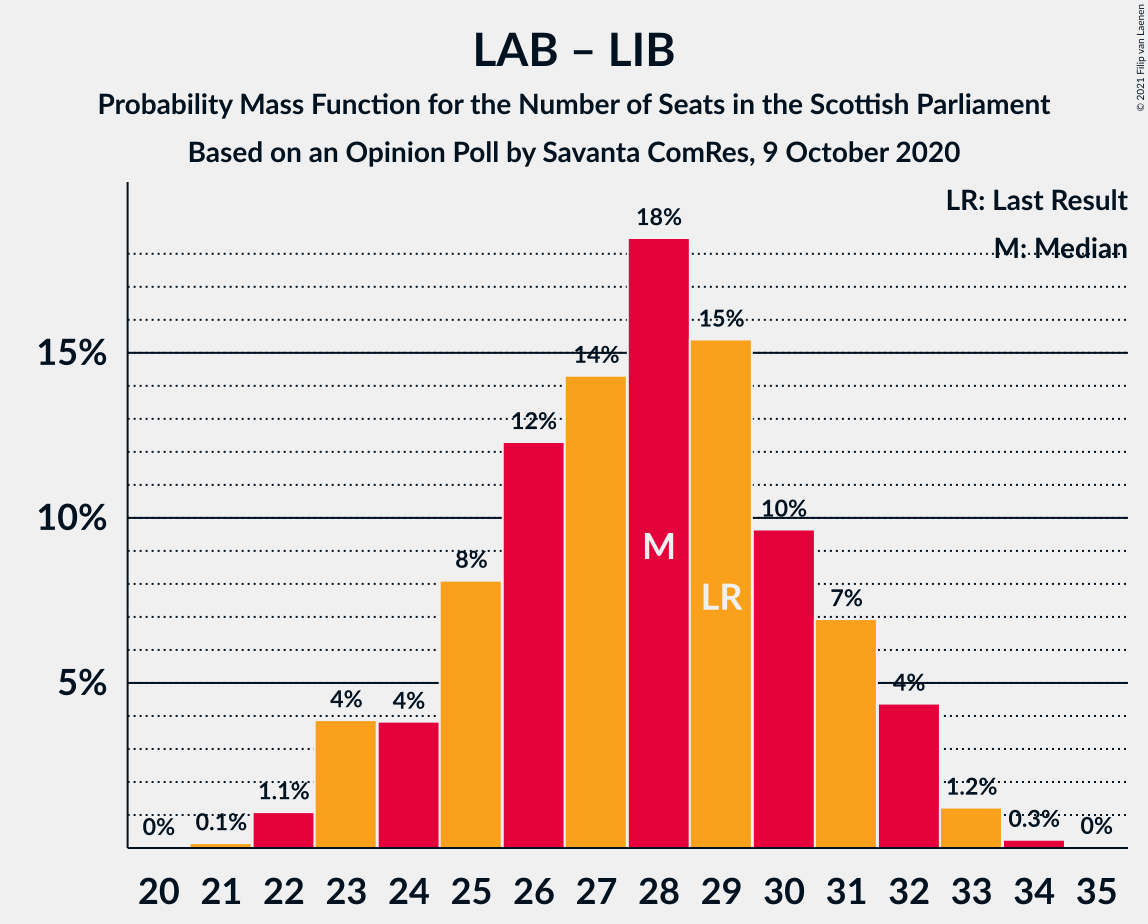 LAB – LIB
Probability Mass Function for the Number of Seats in the Scottish Parliament
Based on an Opinion Poll by Savanta ComRes, 9 October 2020
© 2021 Filip van Laenen
LR: Last Result
M: Median
15%
10%
5%
0%
0.1%
1.1%
4%
4%
8%
12%
14%
18%
15%
10%
7%
4%
1.2%
0.3%
0%
M
LR
20 21 22 23 24 25 26 27 28 29 30 31 32 33 34 35